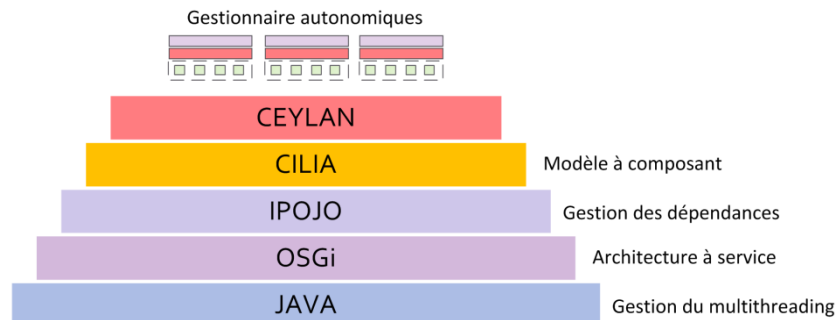 Gestionnaire autonomiques
CEYLAN
CILIA
Modèle à composant
IPOJO
Gestion des dépendances
OSGi
Architecture à service
JAVA
Gestion du multithreading